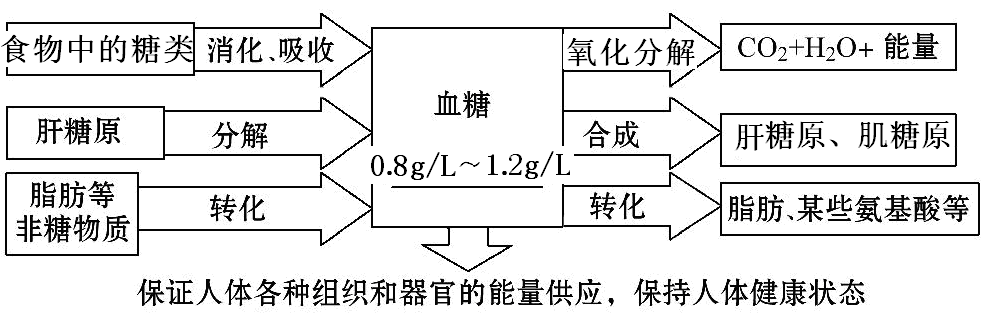 食物中的糖类
消化、吸收
氧化分解
CO₂+H₂O+ 能量
血糖
肝糖原
分解
合成
肝糖原、肌糖原
0.8g/L～1.2g/L
脂肪等
非糖物质
转化
转化
脂肪、某些氨基酸等
保证人体各种组织和器官的能量供应，保持人体健康状态